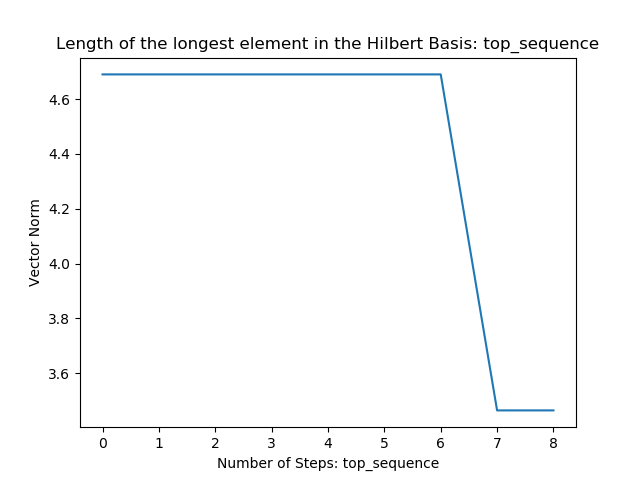 Length of the longest element in the Hilbert Basis: top_sequence
Vector Norm
4.6
4.4
4.2
4.0
3.8
3.6
0 1 2 3 4 5 6 7 8
Number of Steps: top_sequence